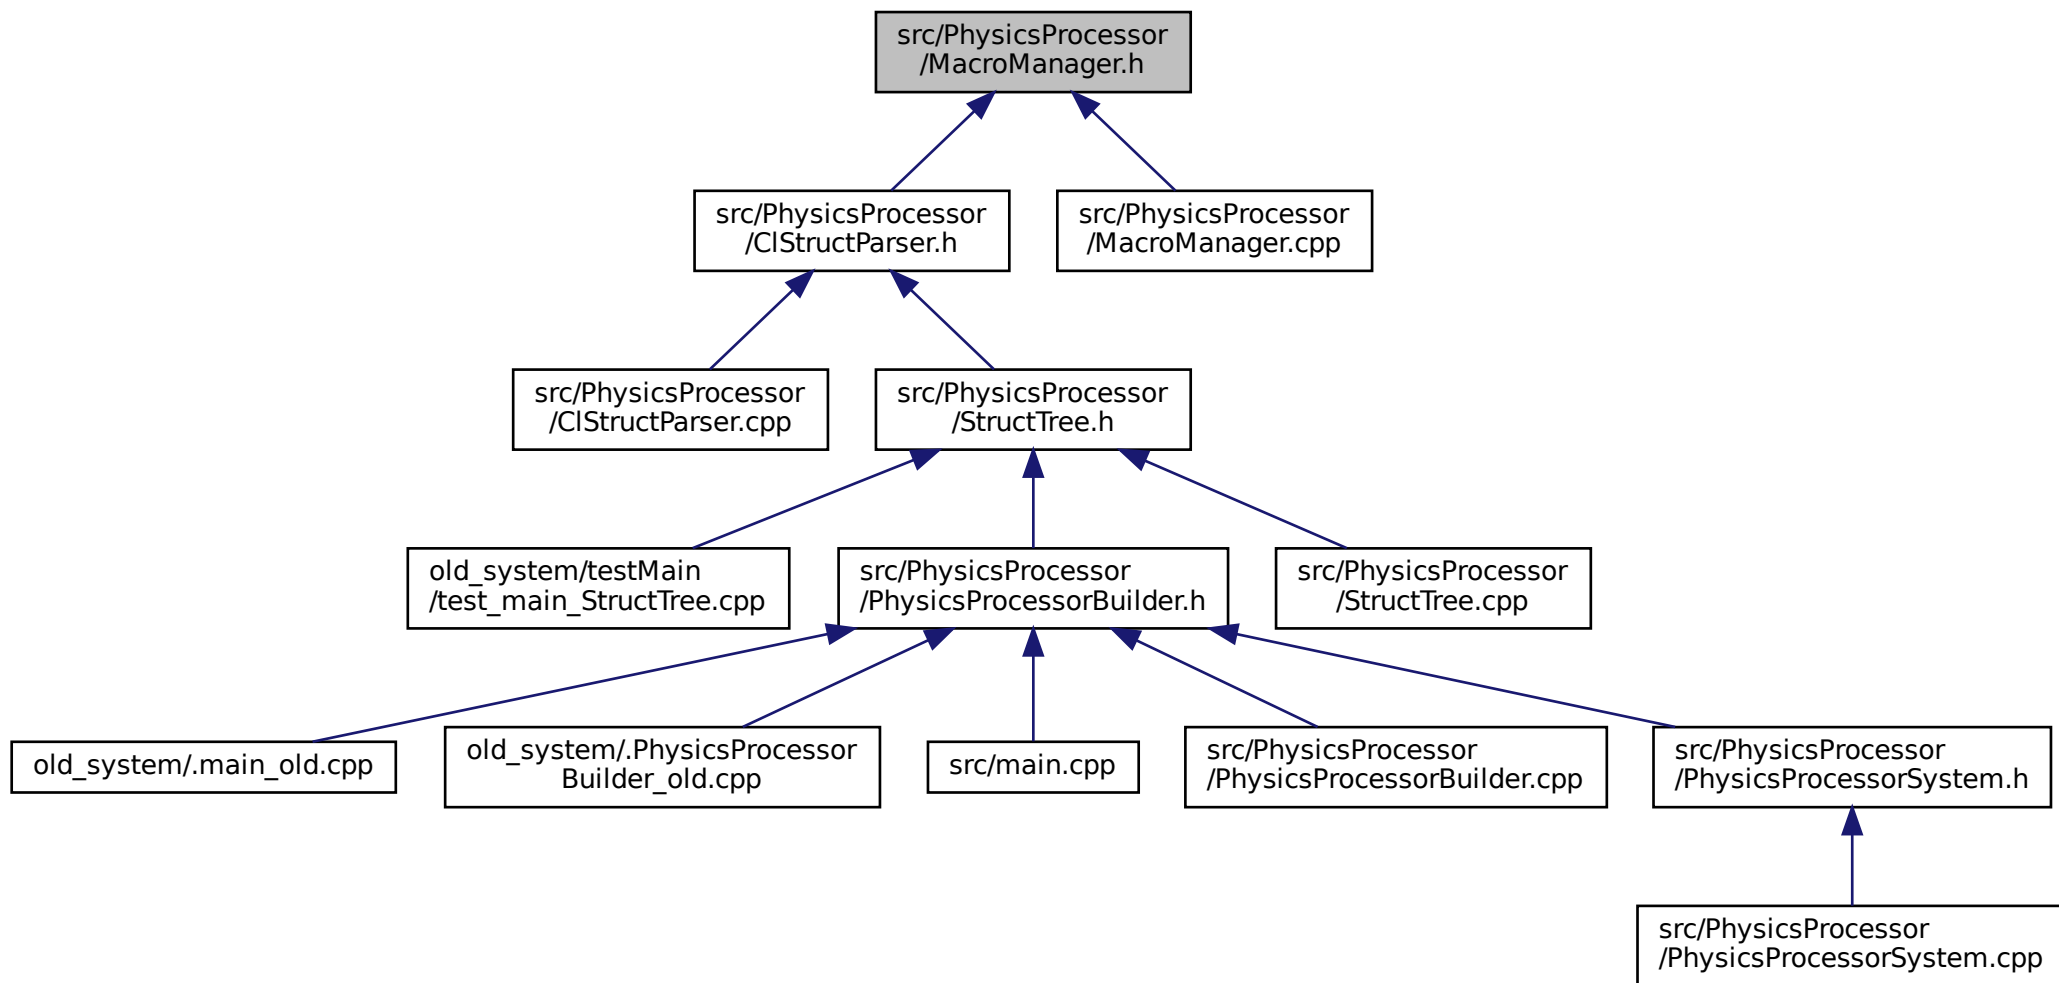 src/PhysicsProcessor
/MacroManager.h
src/PhysicsProcessor
/ClStructParser.h
src/PhysicsProcessor
/MacroManager.cpp
src/PhysicsProcessor
/ClStructParser.cpp
src/PhysicsProcessor
/StructTree.h
old_system/testMain
/test_main_StructTree.cpp
src/PhysicsProcessor
/PhysicsProcessorBuilder.h
src/PhysicsProcessor
/StructTree.cpp
old_system/.main_old.cpp
old_system/.PhysicsProcessor
Builder_old.cpp
src/main.cpp
src/PhysicsProcessor
/PhysicsProcessorBuilder.cpp
src/PhysicsProcessor
/PhysicsProcessorSystem.h
src/PhysicsProcessor
/PhysicsProcessorSystem.cpp